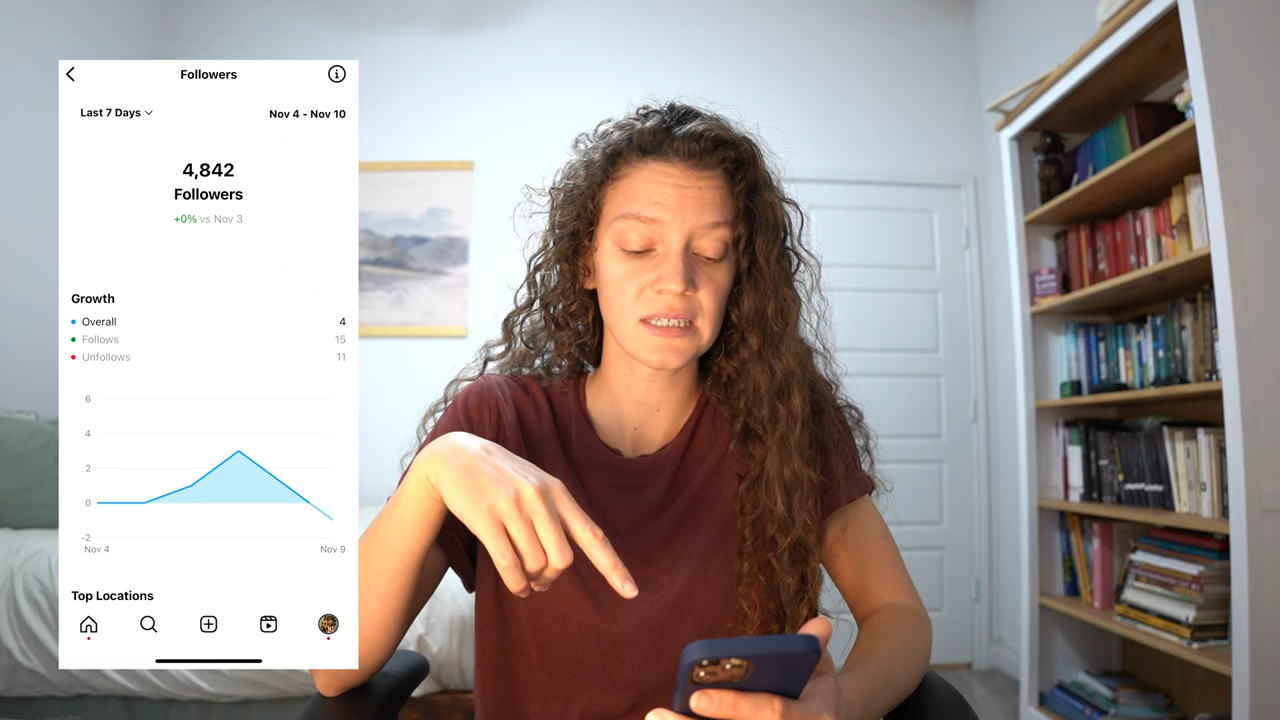 Followers
Last 7 Days
Nov 4 - Nov 10
4,842
Followers
+0% vs Nov 3
Growth
Overall 4
Follows 15
Unfollows 11
6
4
2
0
-2
Nov 4 Nov 9
Top Locations